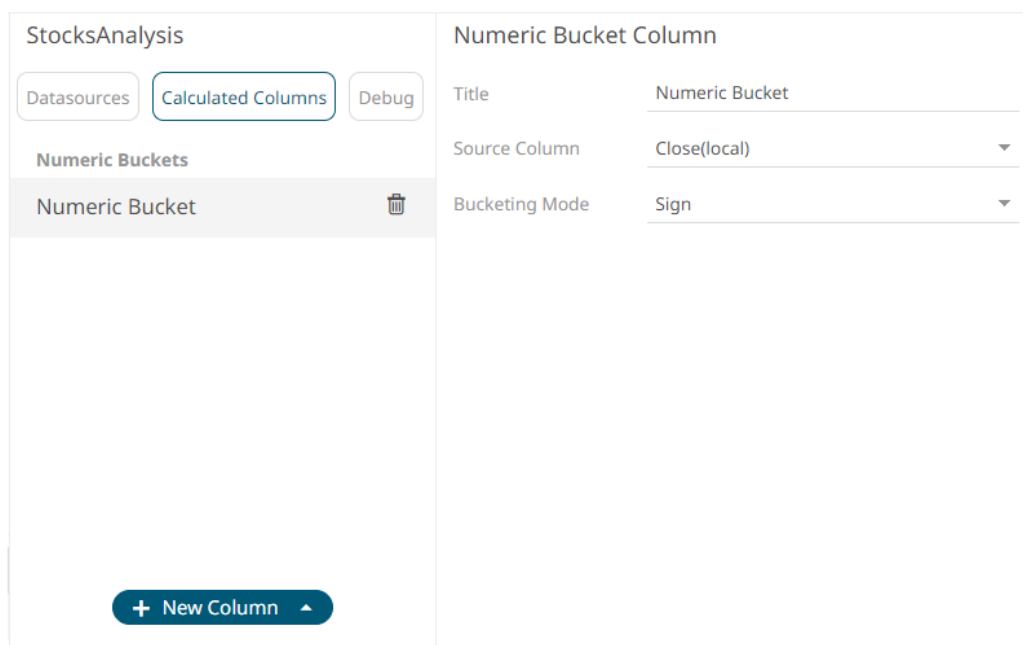 StocksAnalysis
Datasources
Calculated Columns
Debug
Numeric Buckets
Numeric Bucket
+ New Column
Numeric Bucket Column
Title Numeric Bucket
Source Column Close(local)
Bucketing Mode Sign